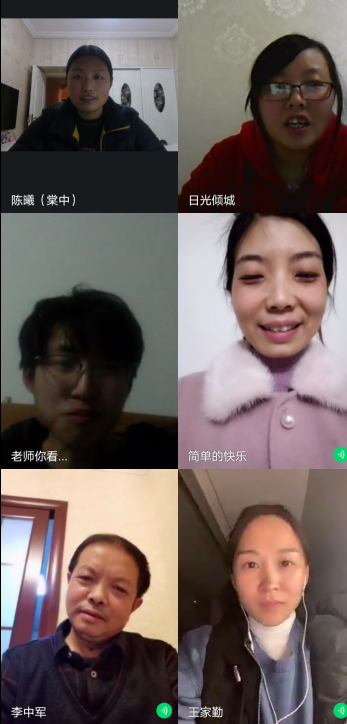 陈曦（棠中）
日光倾城
老师你看...
简单的快乐
李中军
王家勤